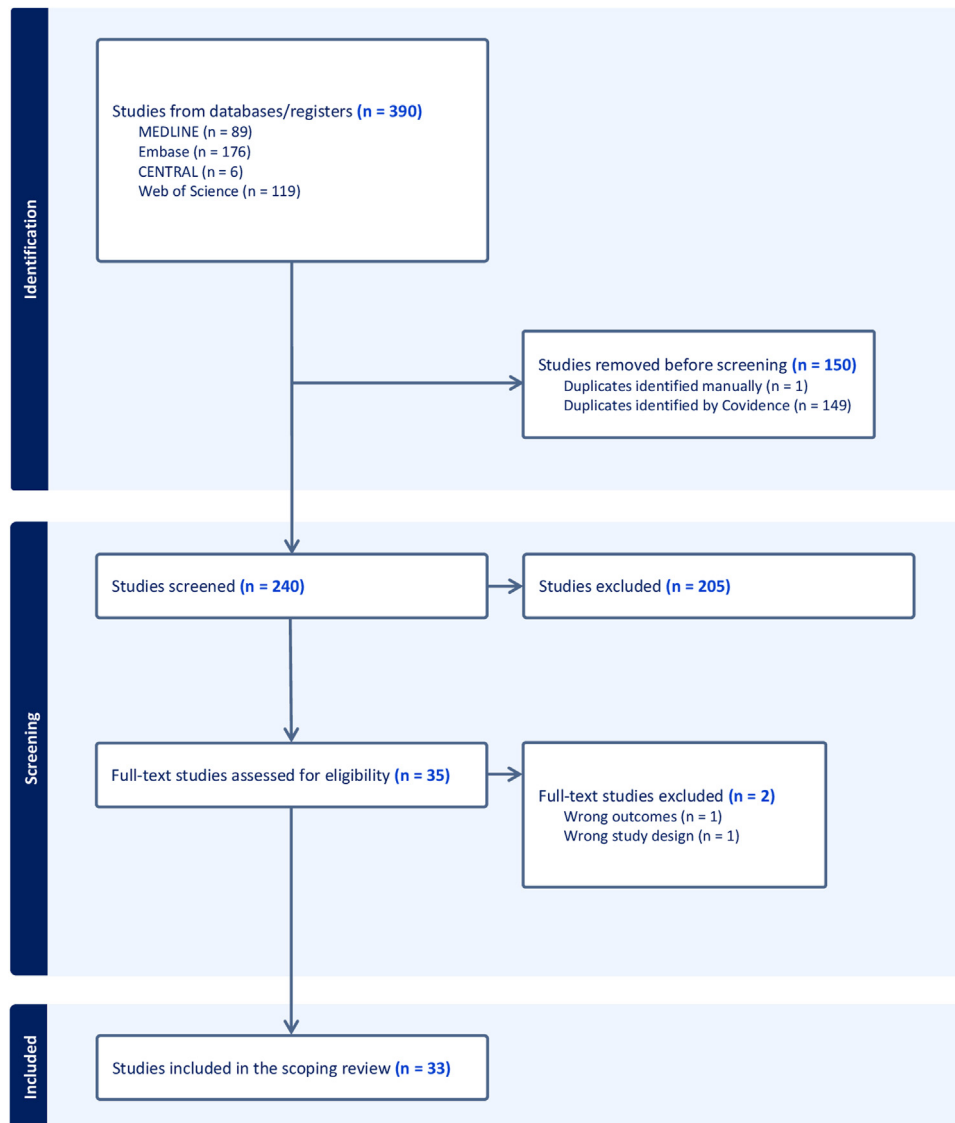 Identification
Studies from databases/registers (n = 390)
MEDLINE (n = 89)
Embase (n = 176)
CENTRAL (n = 6)
Web of Science (n = 119)
Studies removed before screening (n = 150)
Duplicates identified manually (n = 1)
Duplicates identified by Covidence (n = 149)
Screening
Studies screened (n = 240)
Studies excluded (n = 205)
Full-text studies assessed for eligibility (n = 35)
Full-text studies excluded (n = 2)
Wrong outcomes (n = 1)
Wrong study design (n = 1)
Included
Studies included in the scoping review (n = 33)